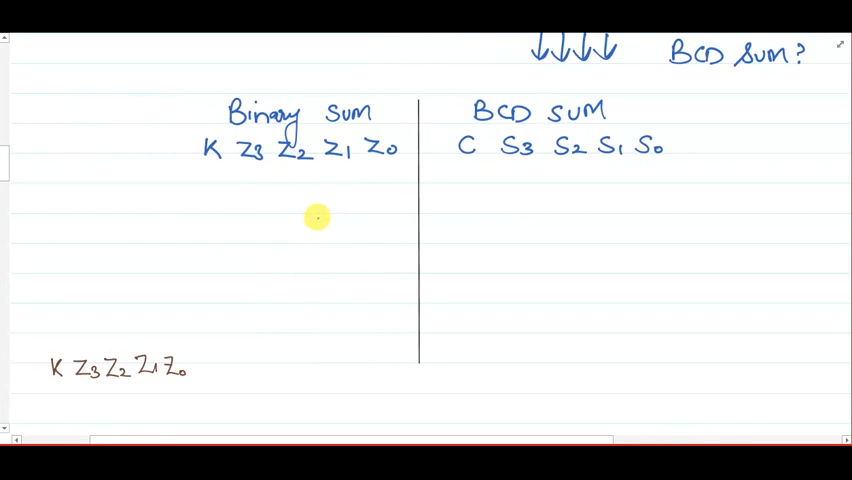 BCD Sum?
Binary Sum BCD SUM
K Z3 Z2 Z1 Z0 C S3 S2 S1 S0
K Z3 Z2 Z1 Z0